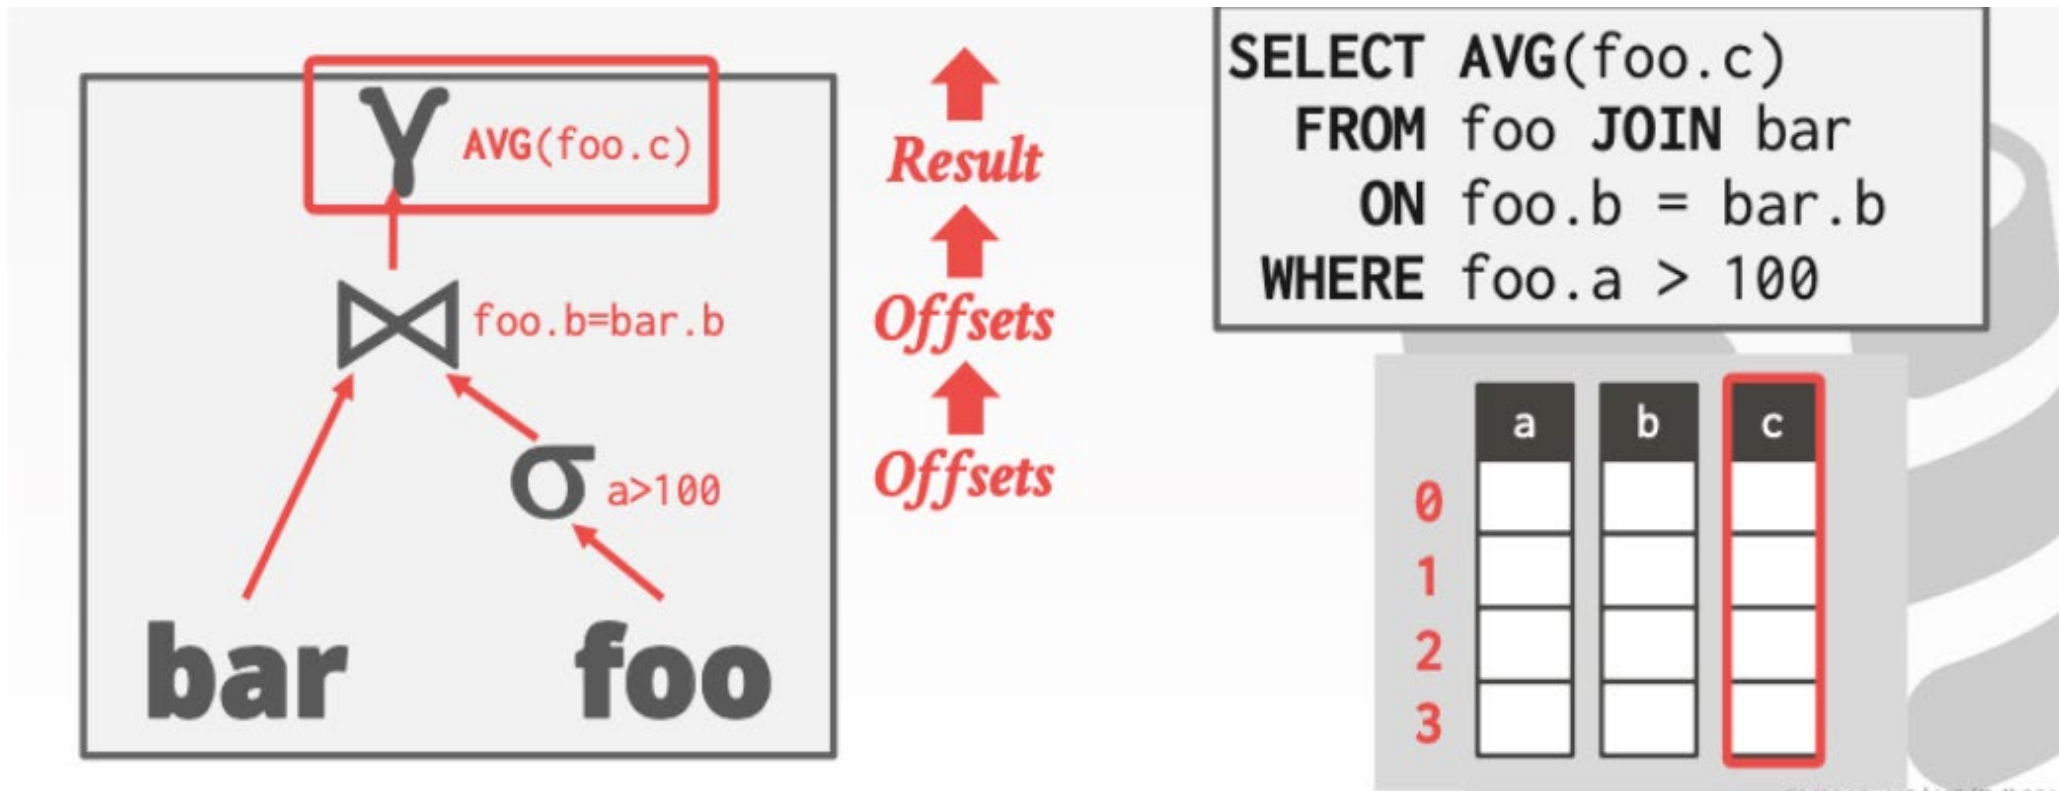 γ AVG(foo.c)
⋈ foo.b=bar.b
σ a>100
bar foo
Result
Offsets
Offsets
SELECT AVG(foo.c)
FROM foo JOIN bar
ON foo.b = bar.b
WHERE foo.a > 100
a b c
0
1
2
3